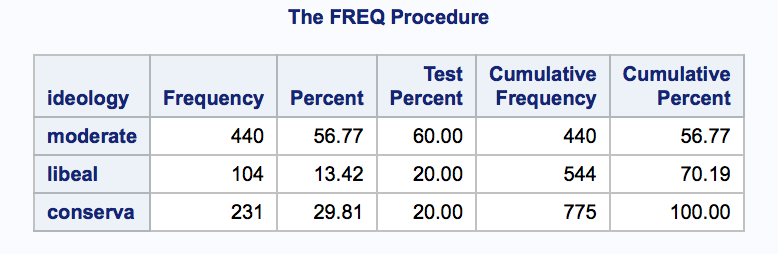 The FREQ Procedure
ideology Frequency Percent Test Percent Cumulative Frequency Cumulative Percent
moderate 440 56.77 60.00 440 56.77
libeal 104 13.42 20.00 544 70.19
conserva 231 29.81 20.00 775 100.00